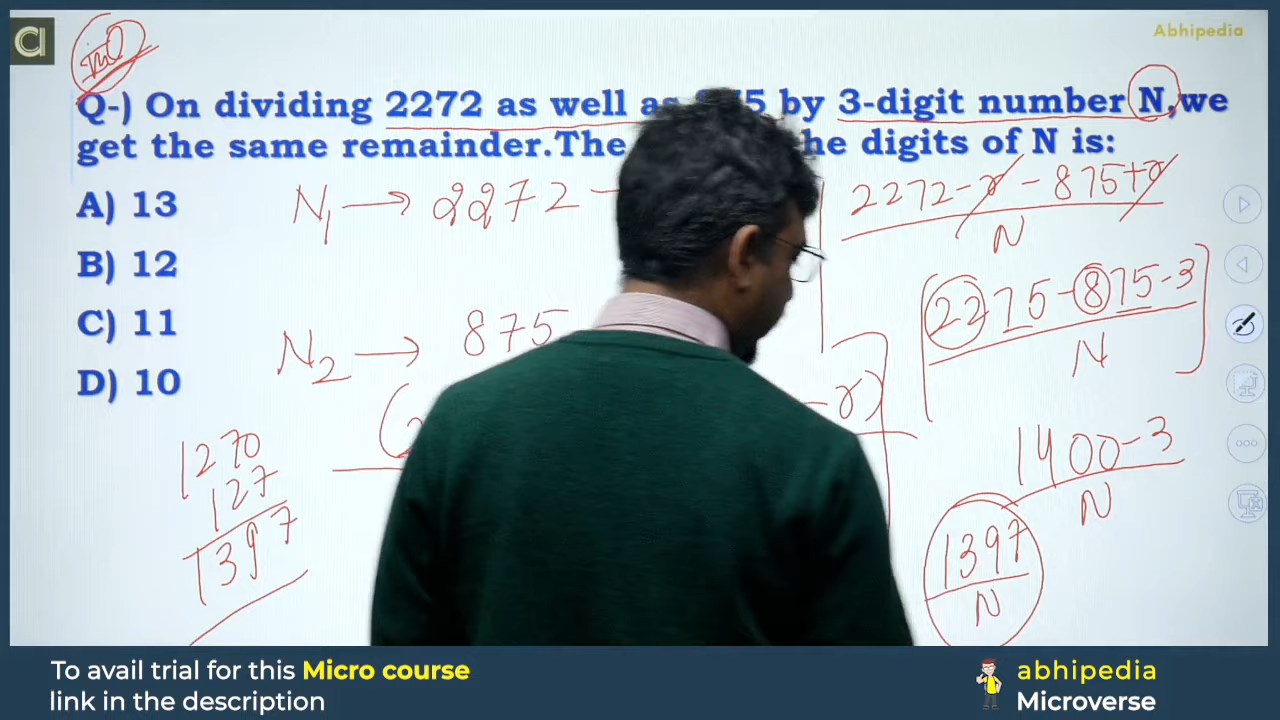 Abhipedia
Q-) On dividing 2272 as well as 75 by 3-digit number N, we
get the same remainder.The he digits of N is:
A) 13
B) 12
C) 11
D) 10
N1 → 2272 -
2272-r - 875+r
N
2275-875-3
N
N2 → 875
-r)
1400-3
N
1270
127
1397
1397
N
To avail trial for this Micro course
link in the description
abhipedia
Microverse